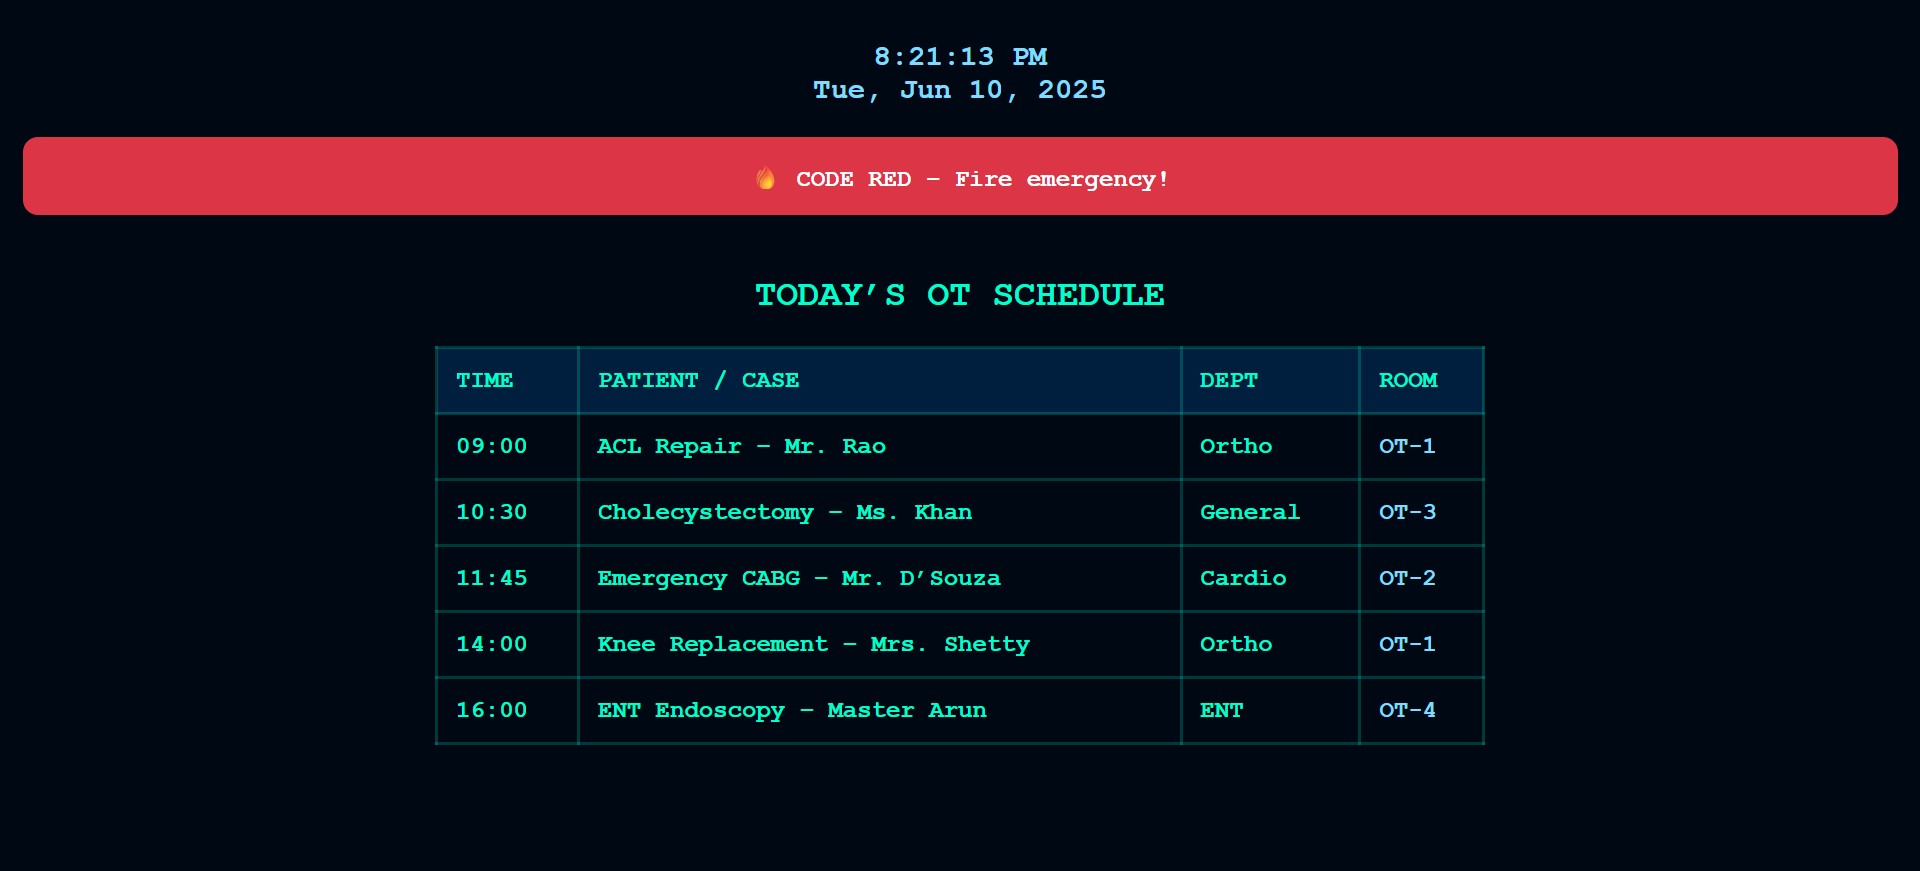 8:21:13 PM
Tue, Jun 10, 2025
🔥 CODE RED – Fire emergency!
TODAY’S OT SCHEDULE
TIME PATIENT / CASE DEPT ROOM
09:00 ACL Repair – Mr. Rao Ortho OT-1
10:30 Cholecystectomy – Ms. Khan General OT-3
11:45 Emergency CABG – Mr. D’Souza Cardio OT-2
14:00 Knee Replacement – Mrs. Shetty Ortho OT-1
16:00 ENT Endoscopy – Master Arun ENT OT-4